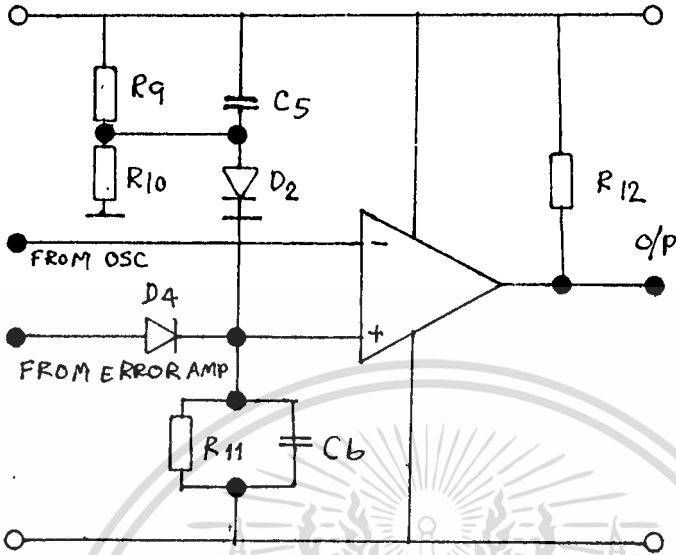 R9
C5
R10
D2
R12
-
FROM OSC
O/P
D4
+
FROM ERROR AMP
R11
C6